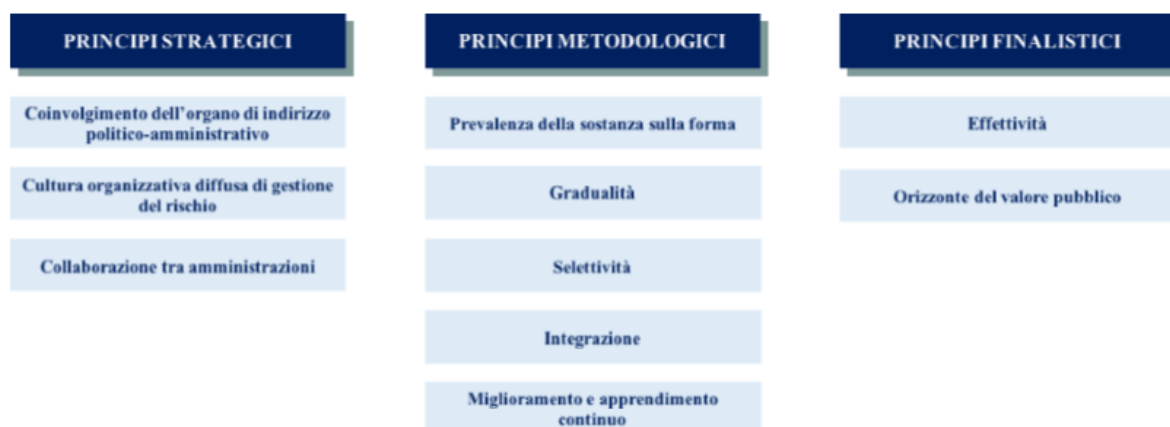 PRINCIPI STRATEGICI
Coinvolgimento dell'organo di indirizzo
politico-amministrativo
Cultura organizzativa diffusa di gestione
del rischio
Collaborazione tra amministrazioni
PRINCIPI METODOLOGICI
Prevalenza della sostanza sulla forma
Gradualità
Selettività
Integrazione
Miglioramento e apprendimento
continuo
PRINCIPI FINALISTICI
Effettività
Orizzonte del valore pubblico